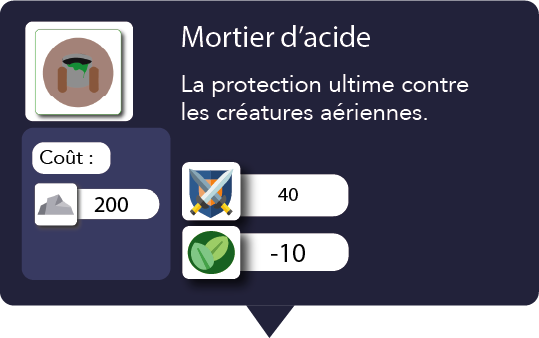 Mortier d’acide
La protection ultime contre
les créatures aériennes.
Coût :
200
40
-10